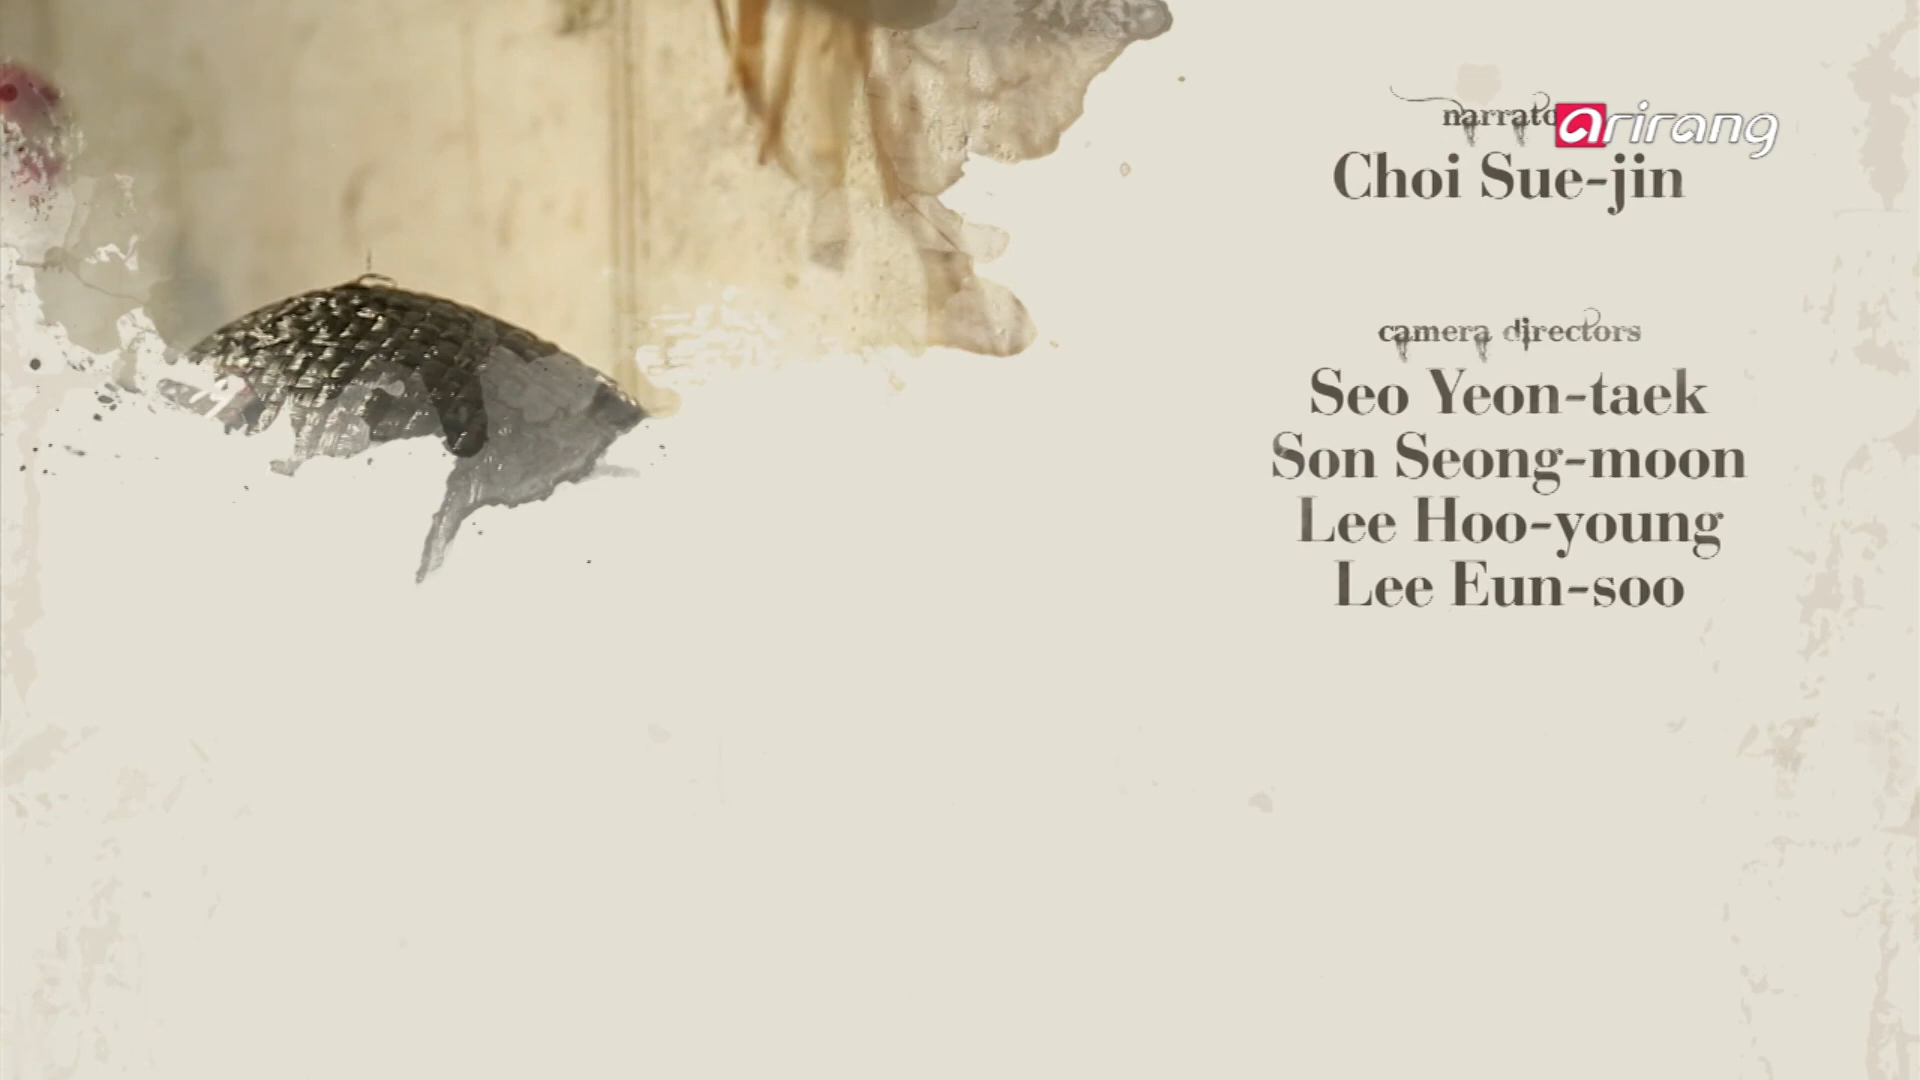 narrato
arirang
Choi Sue-jin
camera directors
Seo Yeon-taek
Son Seong-moon
Lee Hoo-young
Lee Eun-soo